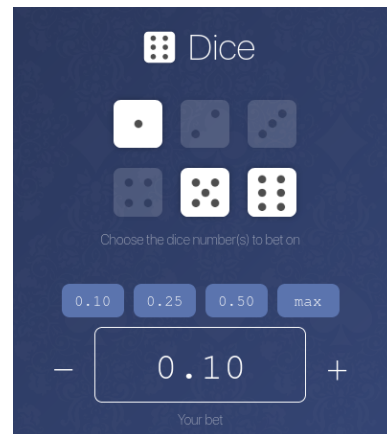 Dice
Choose the dice number(s) to bet on
0.10 0.25 0.50 max
− 0.10 +
Your bet